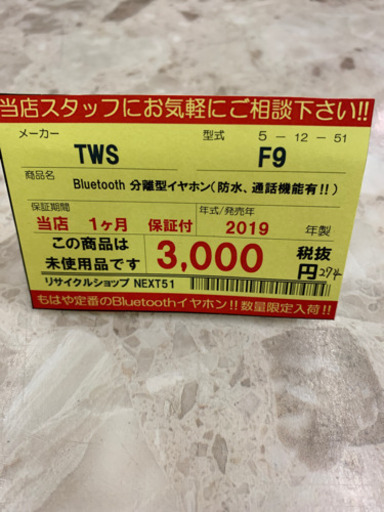 当店スタッフにお気軽にご相談下さい!!
メーカー 型式 5 - 12 - 51
TWS F9
商品名
Bluetooth 分離型イヤホン(防水、通話機能有!!)
保証期間 年式/発売年
当店 1ヶ月 保証付 2019 年製
この商品は
未使用品です
3,000 税抜
円
リサイクルショップ NEXT51
もはや定番のBluetoothイヤホン!!数量限定入荷!!